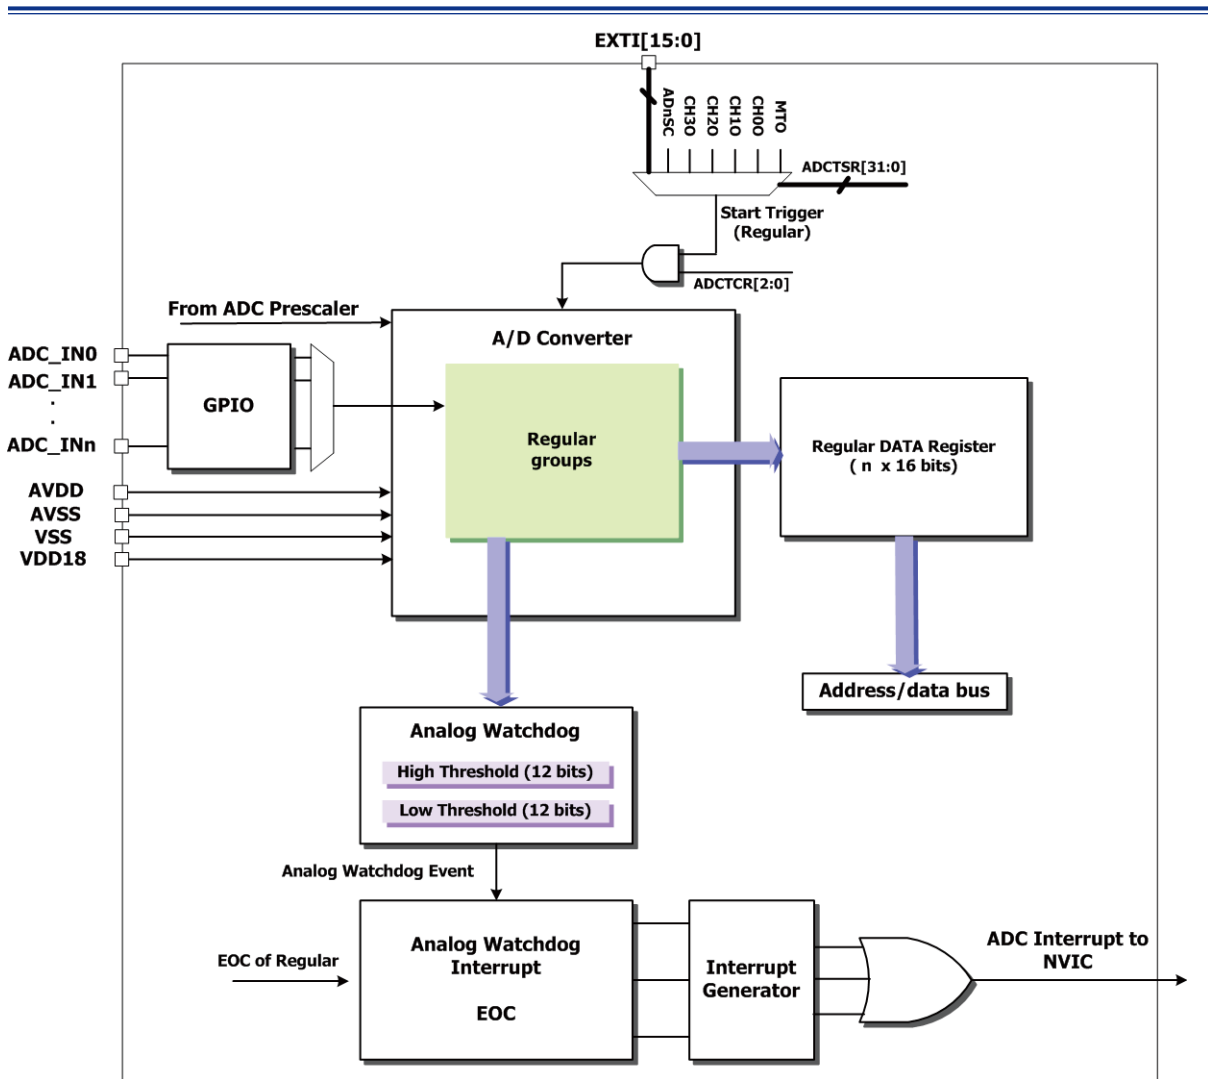 EXTI[15:0]
ADnSC
CH3O
CH2O
CH1O
CH0O
MTO
ADCTSR[31:0]
Start Trigger
(Regular)
ADCTCR[2:0]
From ADC Prescaler
A/D Converter
ADC_IN0
ADC_IN1
.
.
ADC_INn
GPIO
Regular
groups
Regular DATA Register
( n x 16 bits)
AVDD
AVSS
VSS
VDD18
Address/data bus
Analog Watchdog
High Threshold (12 bits)
Low Threshold (12 bits)
Analog Watchdog Event
EOC of Regular
Analog Watchdog
Interrupt
EOC
Interrupt
Generator
ADC Interrupt to
NVIC